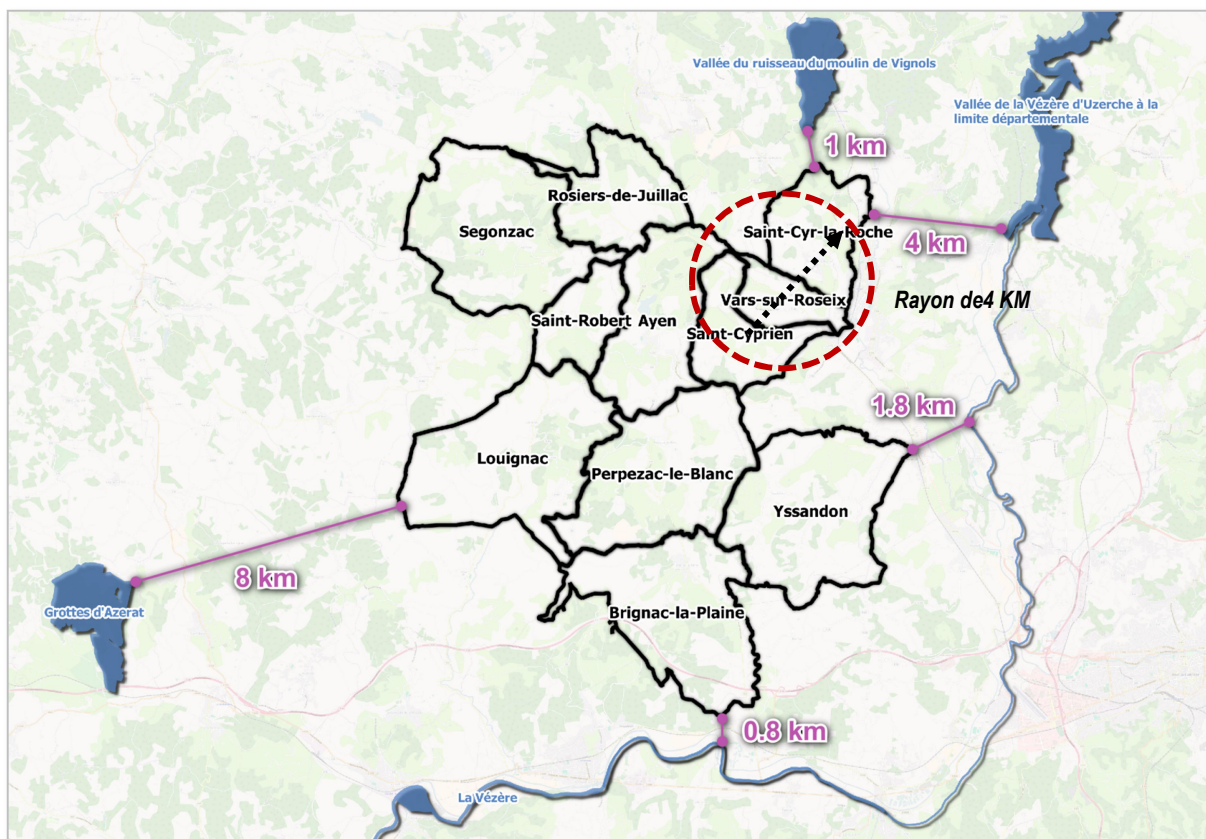 Vallée du ruisseau du moulin de Vignols
Vallée de la Vézère d'Uzerche à la
limite départementale
1 km
Rosiers-de-Juillac
Segonzac
Saint-Cyr-la-Roche
4 km
Vars-sur-Roseix
Rayon de4 KM
Saint-Robert
Ayen
Saint-Cyprien
1.8 km
Louignac
Perpezac-le-Blanc
Yssandon
8 km
Grottes d'Azerat
Brignac-la-Plaine
0.8 km
La Vézère